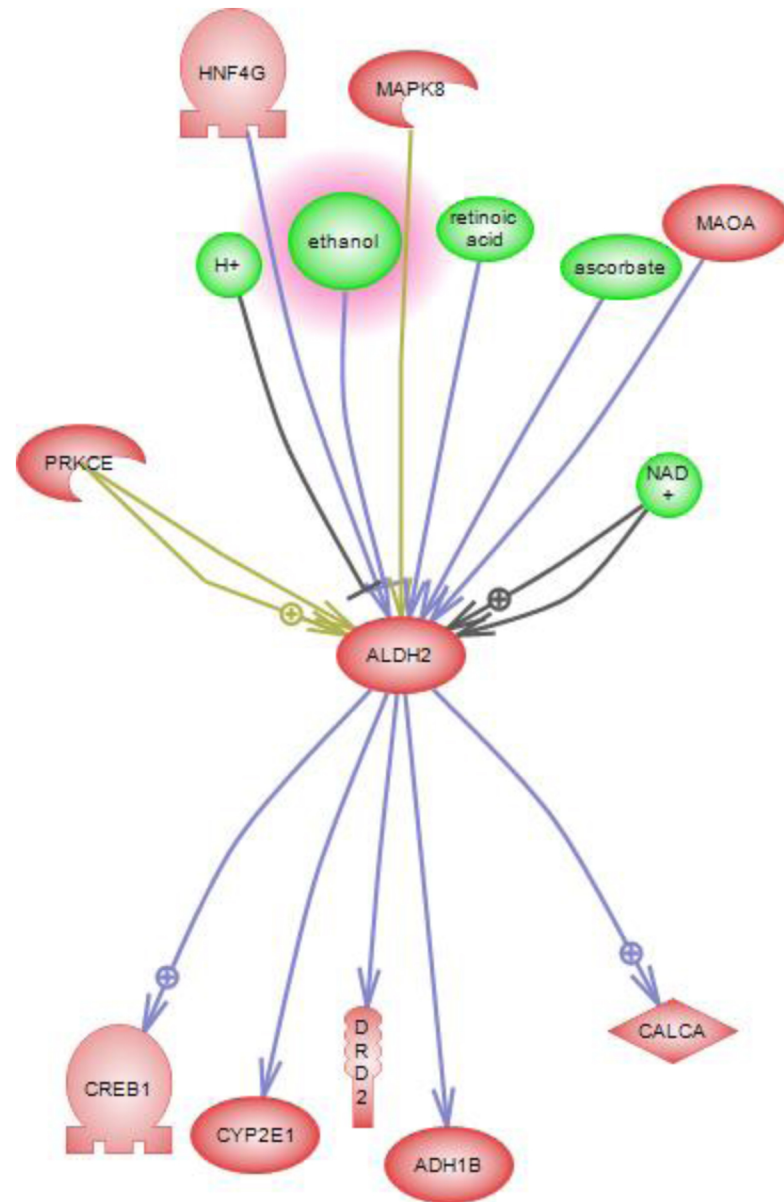 HNF4G
MAPK8
ethanol
retinoic
acid
MAOA
H+
ascorbate
PRKCE
NAD
+
ALDH2
CREB1
CYP2E1
D
R
D
2
ADH1B
CALCA